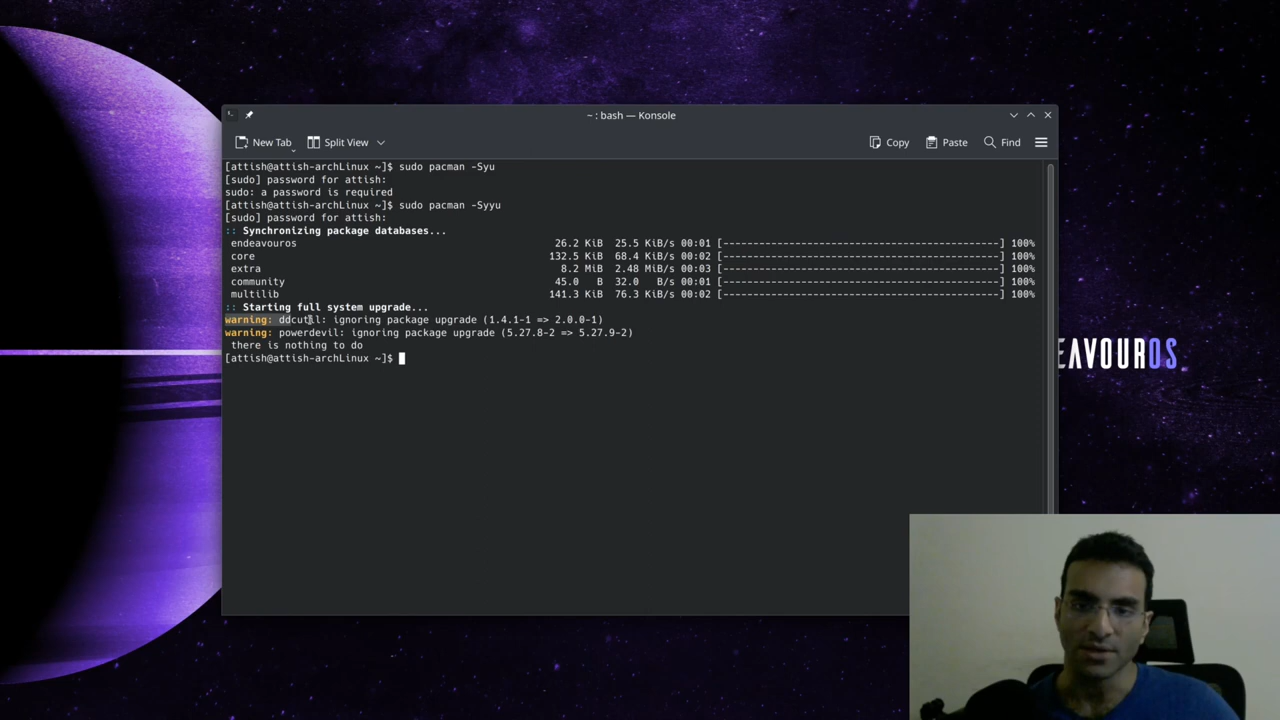 ~ : bash — Konsole
New Tab Split View Copy Paste Find
[attish@attish-archLinux ~]$ sudo pacman -Syu
[sudo] password for attish:
sudo: a password is required
[attish@attish-archLinux ~]$ sudo pacman -Syyu
[sudo] password for attish:
:: Synchronizing package databases...
endeavouros 26.2 KiB 25.5 KiB/s 00:01 [---------------------------------------------] 100%
core 132.5 KiB 68.4 KiB/s 00:02 [---------------------------------------------] 100%
extra 8.2 MiB 2.48 MiB/s 00:03 [---------------------------------------------] 100%
community 45.0 B 32.0 B/s 00:01 [---------------------------------------------] 100%
multilib 141.3 KiB 76.3 KiB/s 00:02 [---------------------------------------------] 100%
:: Starting full system upgrade...
warning: ddcutil: ignoring package upgrade (1.4.1-1 => 2.0.0-1)
warning: powerdevil: ignoring package upgrade (5.27.8-2 => 5.27.9-2)
there is nothing to do
[attish@attish-archLinux ~]$
EAVOUROS